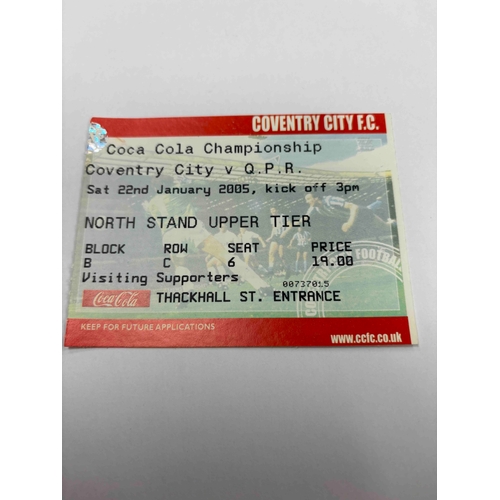 COVENTRY CITY F.C.
Coca Cola Championship
Coventry City v Q.P.R.
Sat 22nd January 2005, kick off 3pm
NORTH STAND UPPER TIER
BLOCK ROW SEAT PRICE
B C 6 19.00
Visiting Supporters 00737015
Coca-Cola THACKHALL ST. ENTRANCE
KEEP FOR FUTURE APPLICATIONS
www.ccfc.co.uk